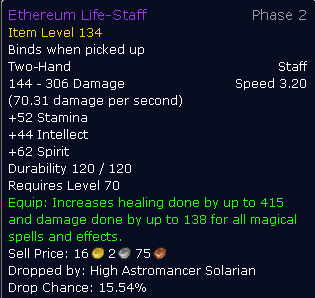 Ethereum Life-Staff Phase 2
Item Level 134
Binds when picked up
Two-Hand Staff
144 - 306 Damage Speed 3.20
(70.31 damage per second)
+52 Stamina
+44 Intellect
+62 Spirit
Durability 120 / 120
Requires Level 70
Equip: Increases healing done by up to 415
and damage done by up to 138 for all magical
spells and effects.
Sell Price: 16 2 75
Dropped by: High Astromancer Solarian
Drop Chance: 15.54%